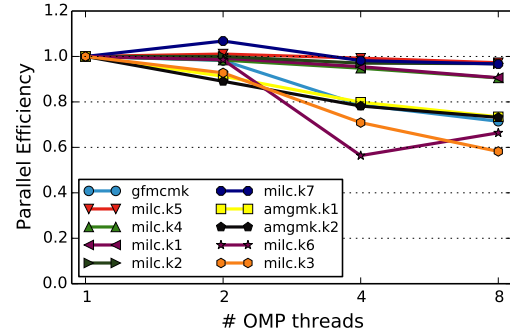 1.2
1.0
0.8
0.6
0.4
0.2
0.0
Parallel Efficiency
gfmcmk
milc.k5
milc.k4
milc.k1
milc.k2
milc.k7
amgmk.k1
amgmk.k2
milc.k6
milc.k3
1 2 4 8
# OMP threads